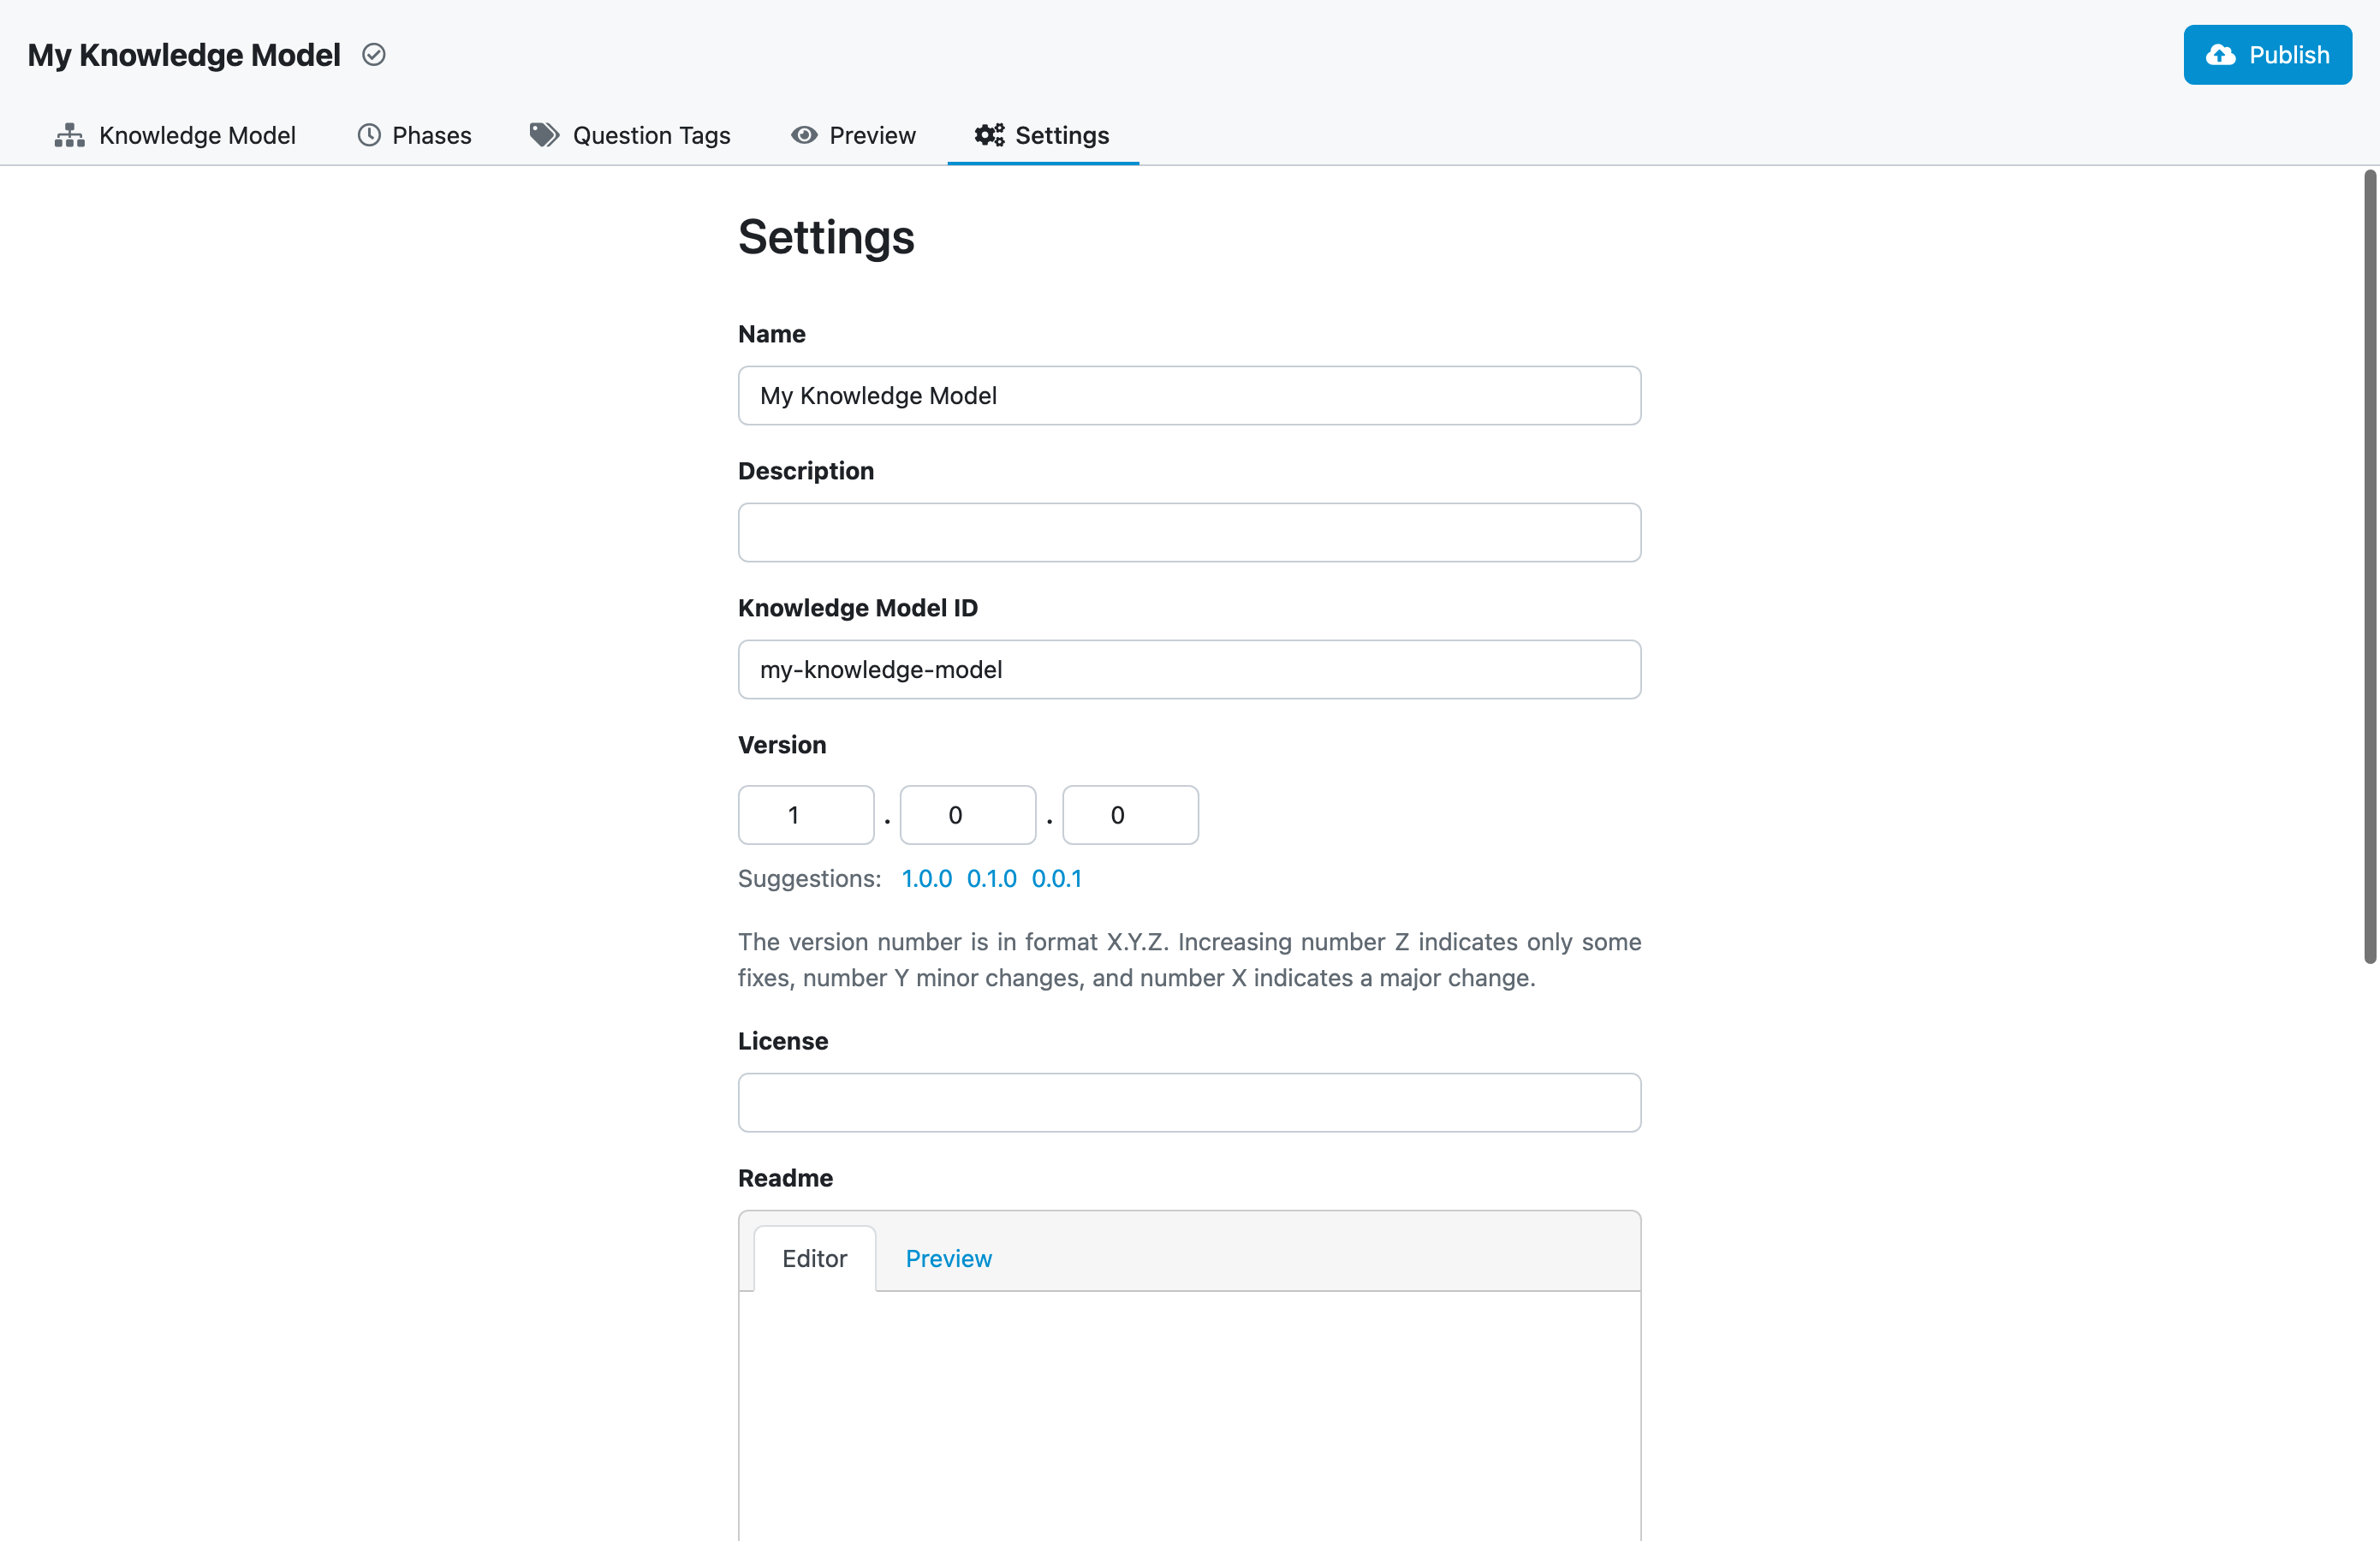 My Knowledge Model
Publish
Knowledge Model Phases Question Tags Preview Settings
Settings
Name
My Knowledge Model
Description
Knowledge Model ID
my-knowledge-model
Version
1 . 0 . 0
Suggestions: 1.0.0 0.1.0 0.0.1
The version number is in format X.Y.Z. Increasing number Z indicates only some
fixes, number Y minor changes, and number X indicates a major change.
License
Readme
Editor Preview